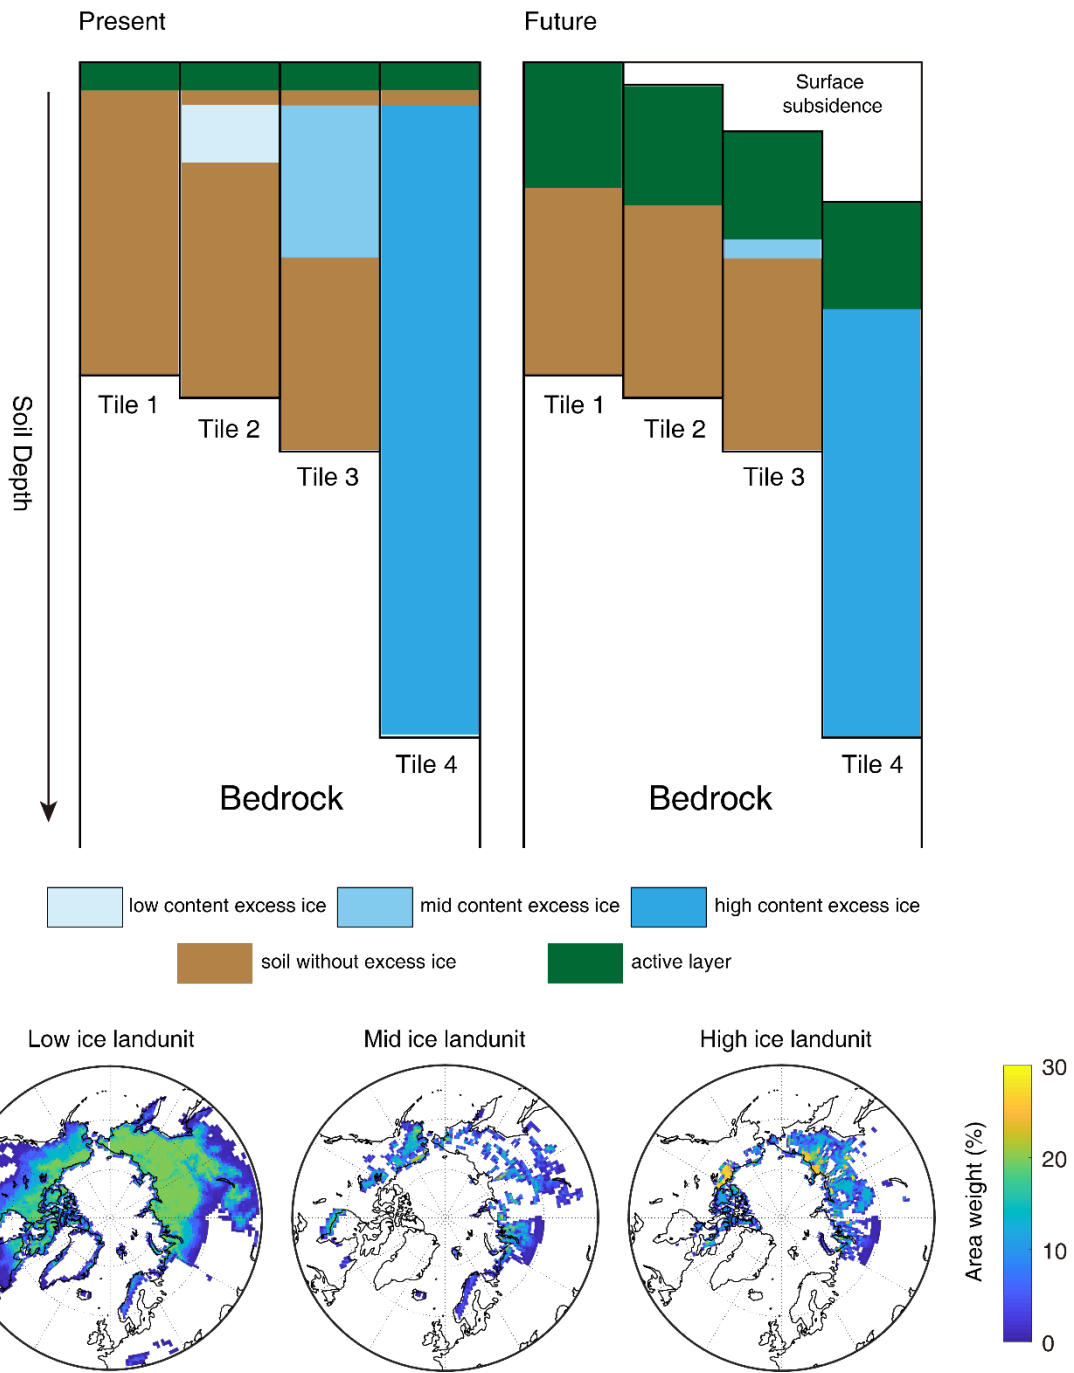 Present
Future
Surface
subsidence
Soil Depth
Tile 1
Tile 2
Tile 3
Tile 4
Bedrock
Tile 1
Tile 2
Tile 3
Tile 4
Bedrock
low content excess ice
mid content excess ice
high content excess ice
soil without excess ice
active layer
Low ice landunit
Mid ice landunit
High ice landunit
Area weight (%)
30
20
10
0